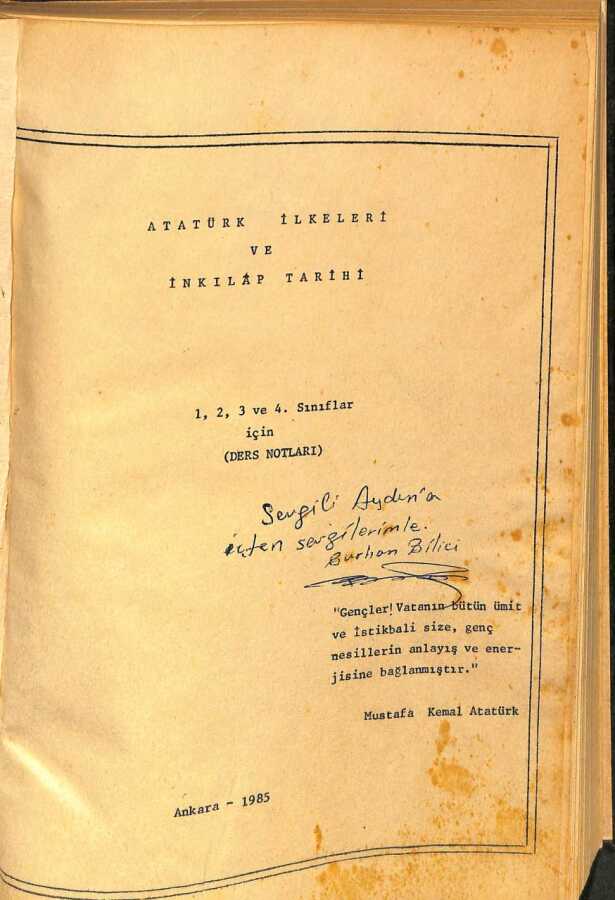 ATATÜRK İLKELERİ
VE
İNKILÂP TARİHİ
1, 2, 3 ve 4. Sınıflar
için
(DERS NOTLARI)
Sevgili Aydın'a
içten sevgilerimle.
Burhan Bilici
"Gençler! Vatanın bütün ümit
ve İstikbali size, genç
nesillerin anlayış ve ener-
jisine bağlanmıştır."
Mustafa Kemal Atatürk
Ankara - 1985